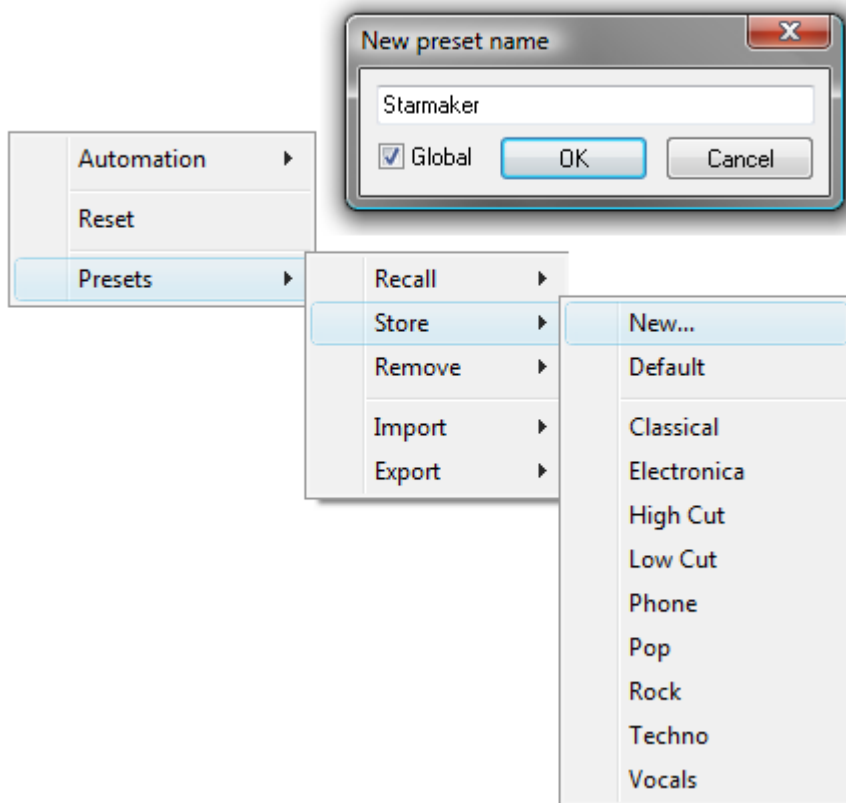 New preset name
Starmaker
Global
OK
Cancel
Automation
Reset
Presets
Recall
Store
Remove
Import
Export
New...
Default
Classical
Electronica
High Cut
Low Cut
Phone
Pop
Rock
Techno
Vocals